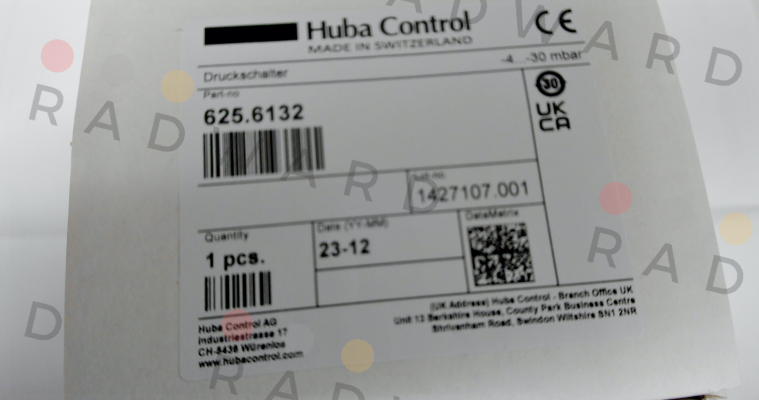 Huba Control
MADE IN SWITZERLAND
CE
Druckschalter
-4...-30 mbar
Part-no
625.6132
30
UK
CA
1427107.001
Quantity
1 pcs.
Date (YY-MM)
23-12
DataMatrix
Huba Control AG
Industriestrasse 17
CH-5436 Würenlos
www.hubacontrol.com
(UK Address) Huba Control - Branch Office UK
Unit 13 Berkshire House, County Park Business Centre
Shrivenham Road, Swindon Wiltshire SN1 2NR
RADWARD
RADWARD
RADWARD